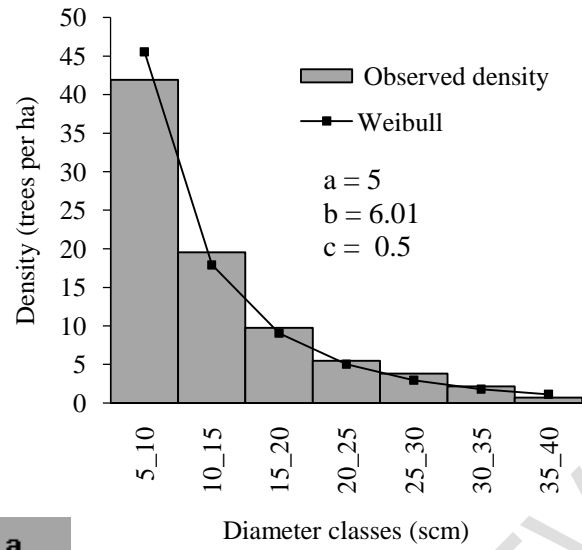 50
45
40
35
30
25
20
15
10
5
0
Density (trees per ha)
Observed density
Weibull
a = 5
b = 6.01
c = 0.5
5_10
10_15
15_20
20_25
25_30
30_35
35_40
Diameter classes (scm)
a